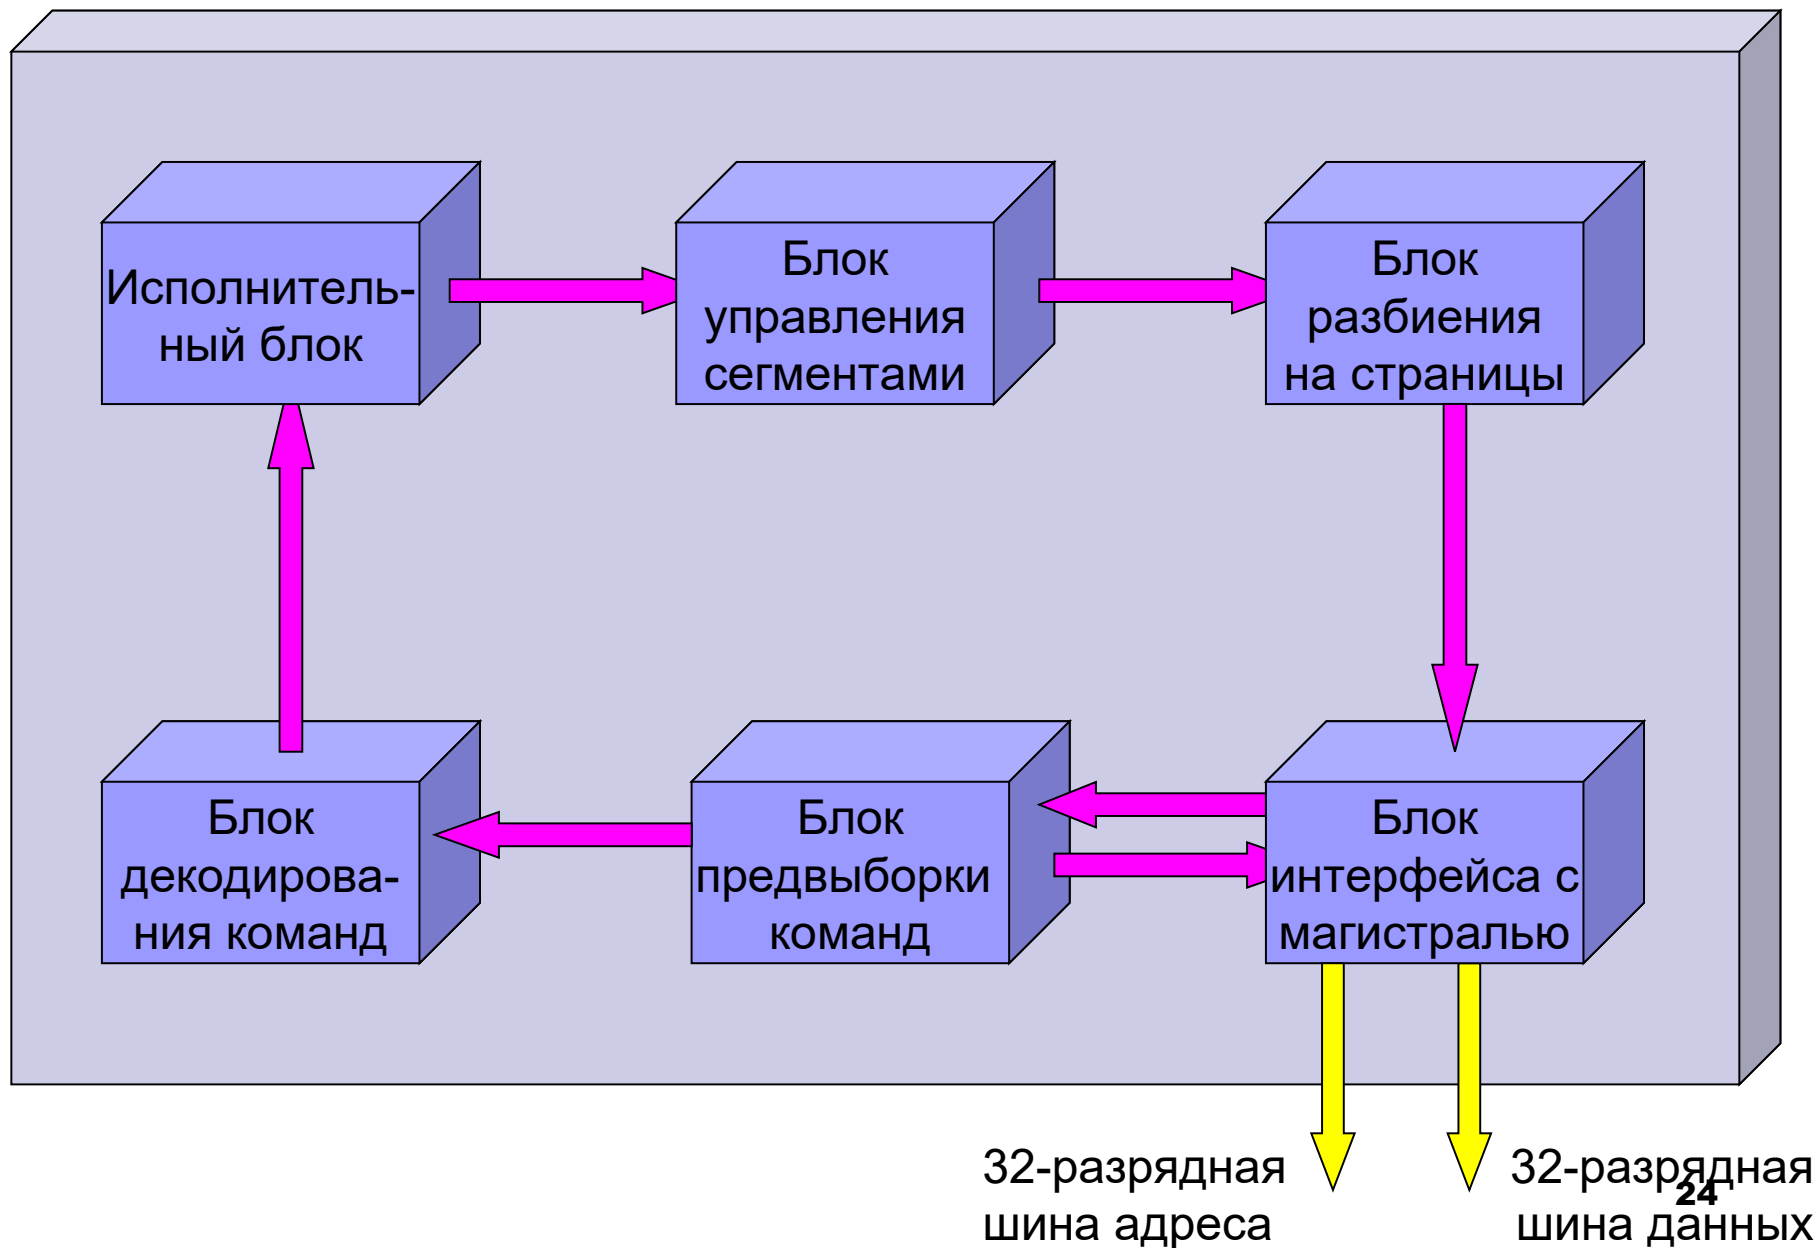 Исполнитель-
ный блок
Блок
управления
сегментами
Блок
разбиения
на страницы
Блок
декодирова-
ния команд
Блок
предвыборки
команд
Блок
интерфейса с
магистралью
32-разрядная
шина адреса
32-разрядная
шина данных
24